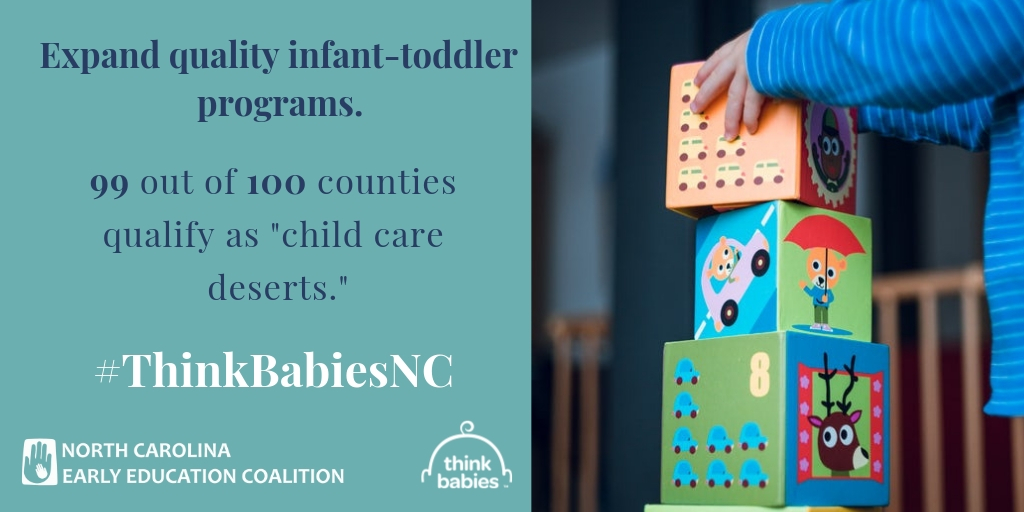 Expand quality infant-toddler
programs.
99 out of 100 counties
qualify as "child care
deserts."
#ThinkBabiesNC
NORTH CAROLINA
EARLY EDUCATION COALITION
think
babies™
8